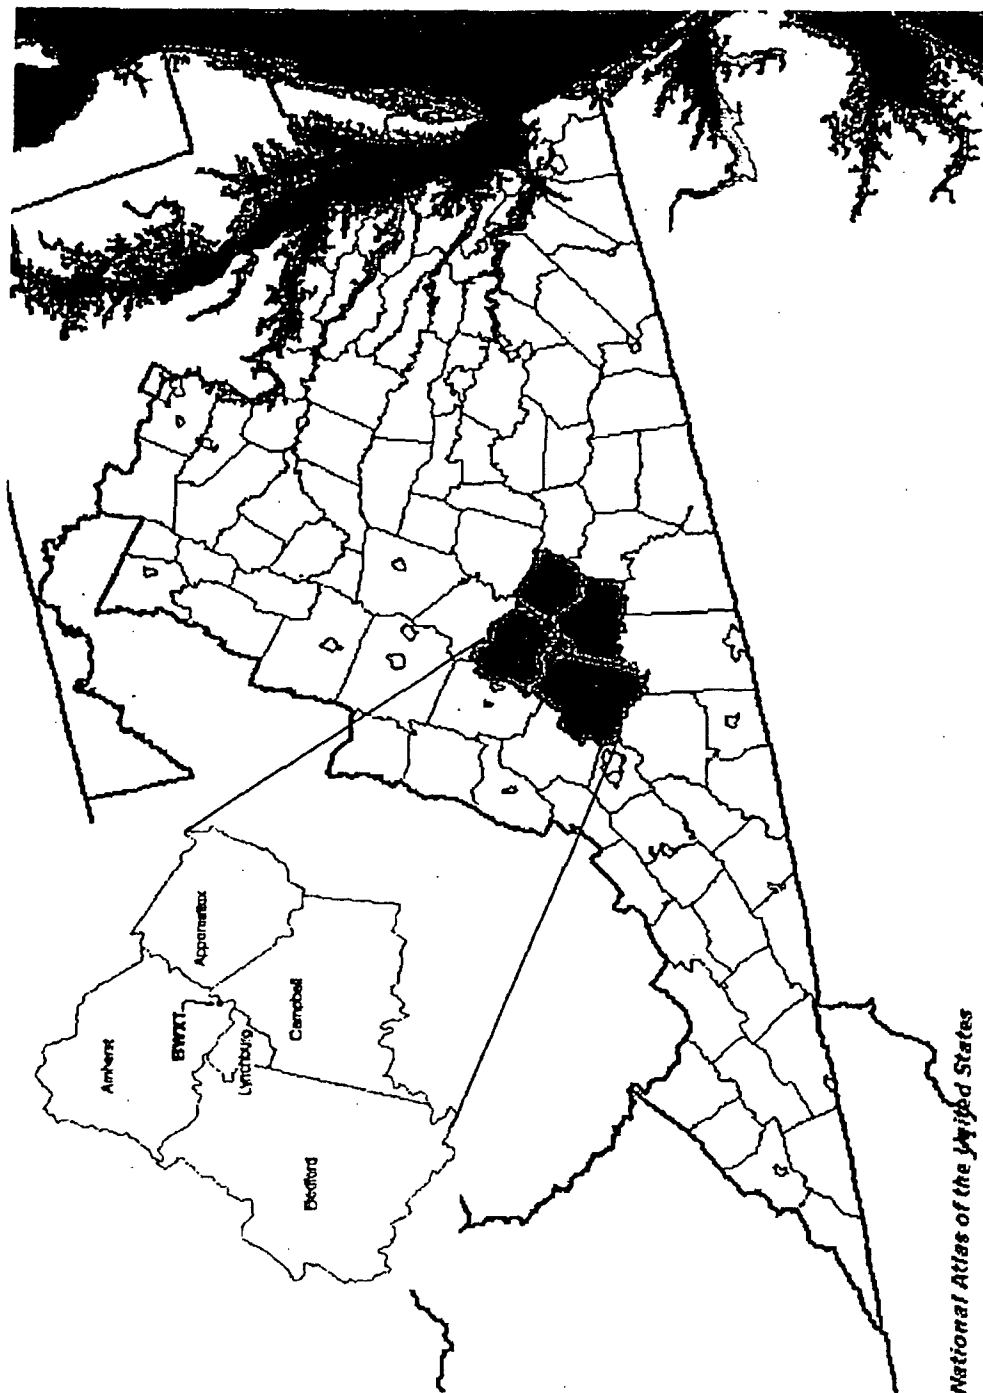 Amherst
Appomattox
BWXT
Lynchburg
Campbell
Bedford
National Atlas of the United States